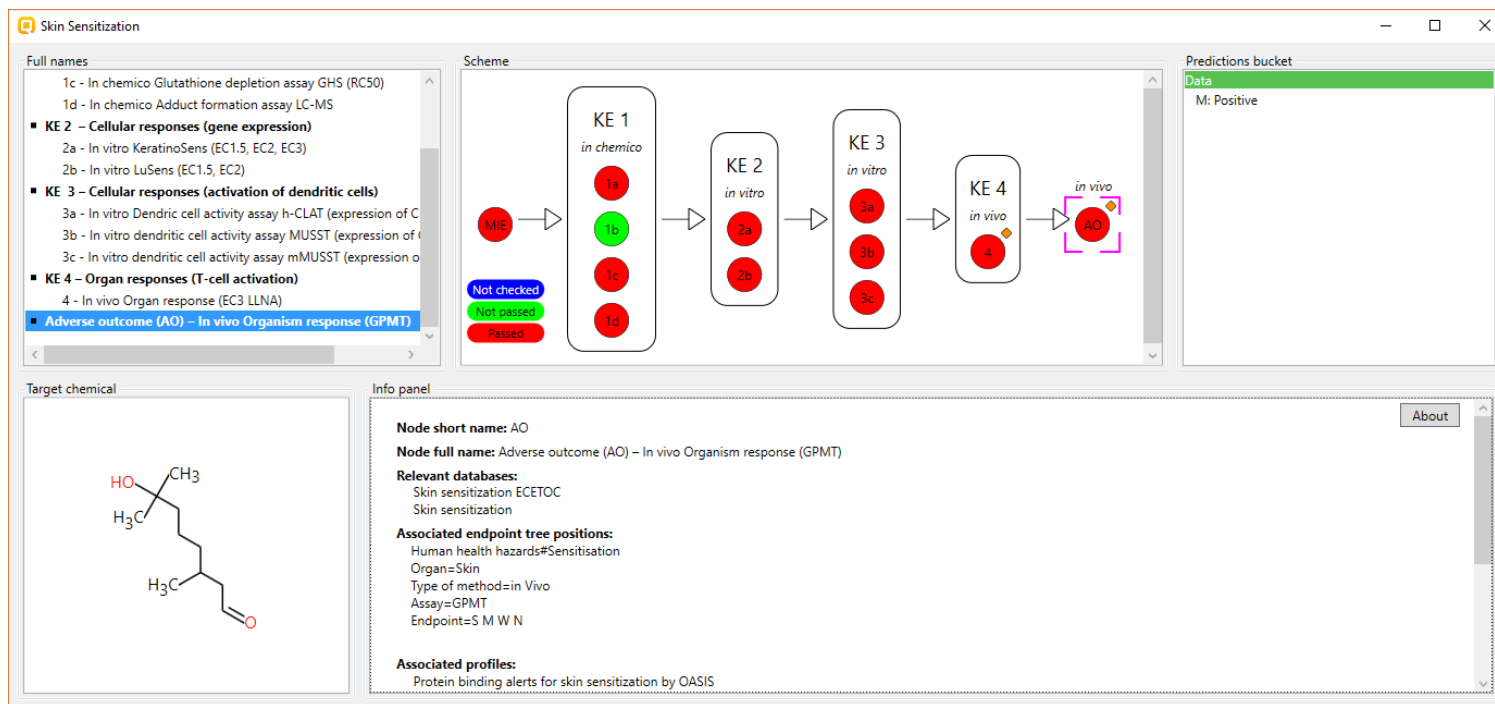 Skin Sensitization
Full names
1c - In chemico Glutathione depletion assay GHS (RC50)
1d - In chemico Adduct formation assay LC-MS
KE 2 – Cellular responses (gene expression)
2a - In vitro KeratinoSens (EC1.5, EC2, EC3)
2b - In vitro LuSens (EC1.5, EC2)
KE 3 – Cellular responses (activation of dendritic cells)
3a - In vitro Dendric cell activity assay h-CLAT (expression of C
3b - In vitro dendritic cell activity assay MUSST (expression of
3c - In vitro dendritic cell activity assay mMUSST (expression o
KE 4 – Organ responses (T-cell activation)
4 - In vivo Organ response (EC3 LLNA)
Adverse outcome (AO) – In vivo Organism response (GPMT)
Scheme
MIE
KE 1
in chemico
1a
1b
1c
1d
KE 2
in vitro
2a
2b
KE 3
in vitro
3a
3b
3c
KE 4
in vivo
4
in vivo
AO
Not checked
Not passed
Passed
Predictions bucket
Data
M: Positive
Target chemical
HO
CH3
H3C
H3C
O
Info panel
About
Node short name: AO
Node full name: Adverse outcome (AO) – In vivo Organism response (GPMT)
Relevant databases:
Skin sensitization ECETOC
Skin sensitization
Associated endpoint tree positions:
Human health hazards#Sensitisation
Organ=Skin
Type of method=in Vivo
Assay=GPMT
Endpoint=S M W N
Associated profiles:
Protein binding alerts for skin sensitization by OASIS